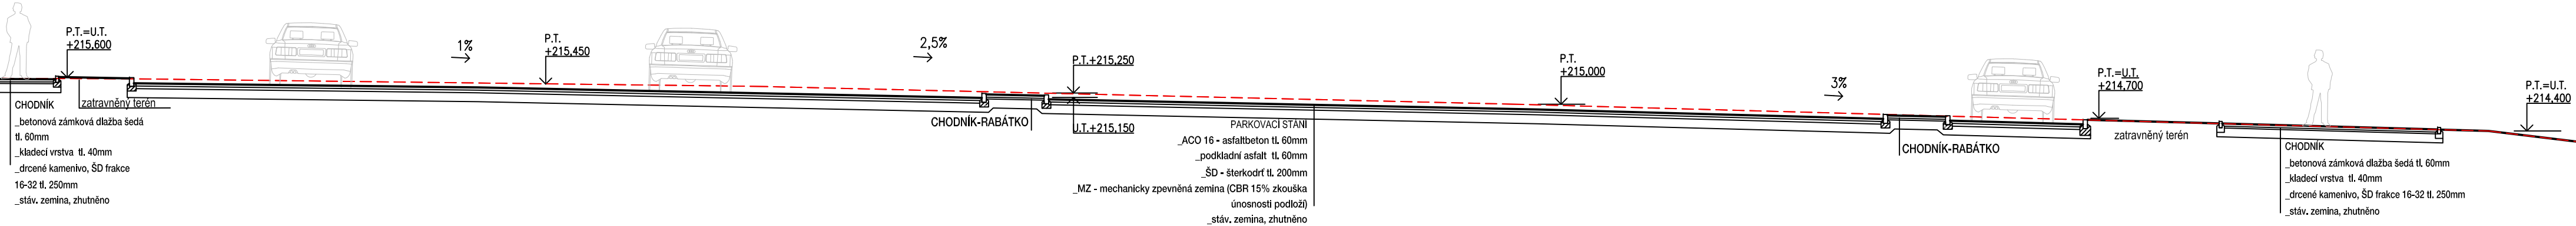 P.T.=U.T.
+215,600
1%
P.T.
+215,450
2,5%
P.T.+215,250
U.T.+215,150
P.T.
+215,000
3%
P.T.=U.T.
+214,700
P.T.=U.T.
+214,400
zatravněný terén
CHODNÍK
_betonová zámková dlažba šedá
tl. 60mm
_kladecí vrstva tl. 40mm
_drcené kamenivo, ŠD frakce
16-32 tl. 250mm
_stáv. zemina, zhutněno
CHODNÍK-RABÁTKO
PARKOVACÍ STÁNÍ
_ACO 16 - asfaltbeton tl. 60mm
_podkladní asfalt tl. 60mm
_ŠD - šterkodrť tl. 200mm
_MZ - mechanicky zpevněná zemina (CBR 15% zkouška
únosnosti podloží)
_stáv. zemina, zhutněno
CHODNÍK-RABÁTKO
zatravněný terén
CHODNÍK
_betonová zámková dlažba šedá tl. 60mm
_kladecí vrstva tl. 40mm
_drcené kamenivo, ŠD frakce 16-32 tl. 250mm
_stáv. zemina, zhutněno